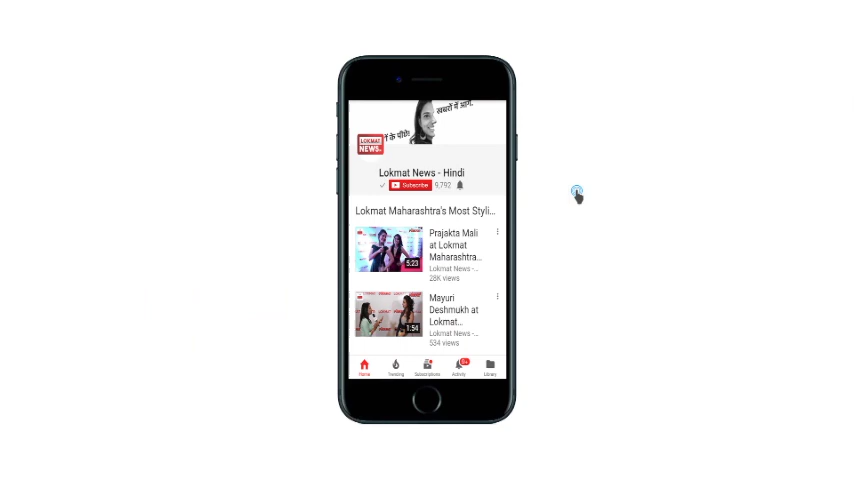 खबरों में आगे,
के पीछे!
LOKMAT
NEWS
Lokmat News - Hindi
Subscribe 9,792
Lokmat Maharashtra's Most Styli...
Prajakta Mali
at Lokmat
Maharashtra...
Lokmat News -...
28K views
5:23
Mayuri
Deshmukh at
Lokmat...
Lokmat News -...
534 views
1:54
Home Trending Subscriptions Activity Library